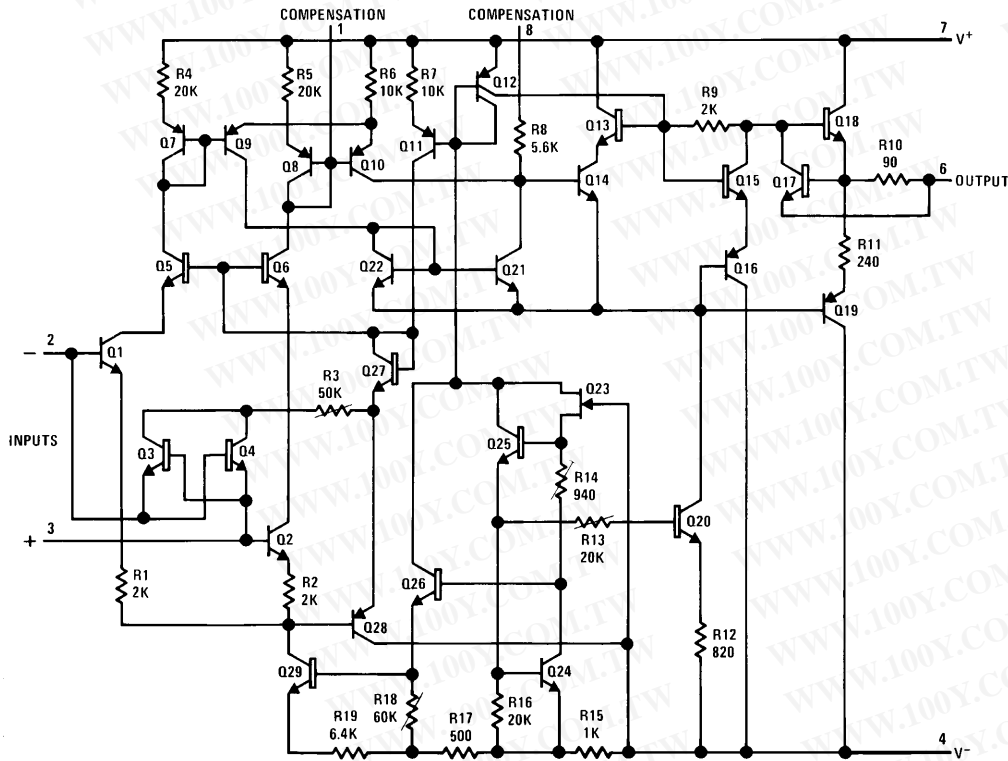 COMPENSATION
1
COMPENSATION
8
7
V+
R4
20K
R5
20K
R6
10K
R7
10K
Q12
R9
2K
Q13
Q18
R10
90
6
OUTPUT
Q7
Q9
Q8
Q10
Q11
R8
5.6K
Q14
Q15
Q17
Q5
Q6
Q22
Q21
Q16
R11
240
Q19
2
−
Q1
Q27
R3
50K
Q23
INPUTS
Q3
Q4
Q25
R14
940
R13
20K
Q20
3
+
Q2
R1
2K
R2
2K
Q26
Q28
R12
820
Q29
Q24
R18
60K
R16
20K
R19
6.4K
R17
500
R15
1K
4
V−
WWW.100Y.COM.TW